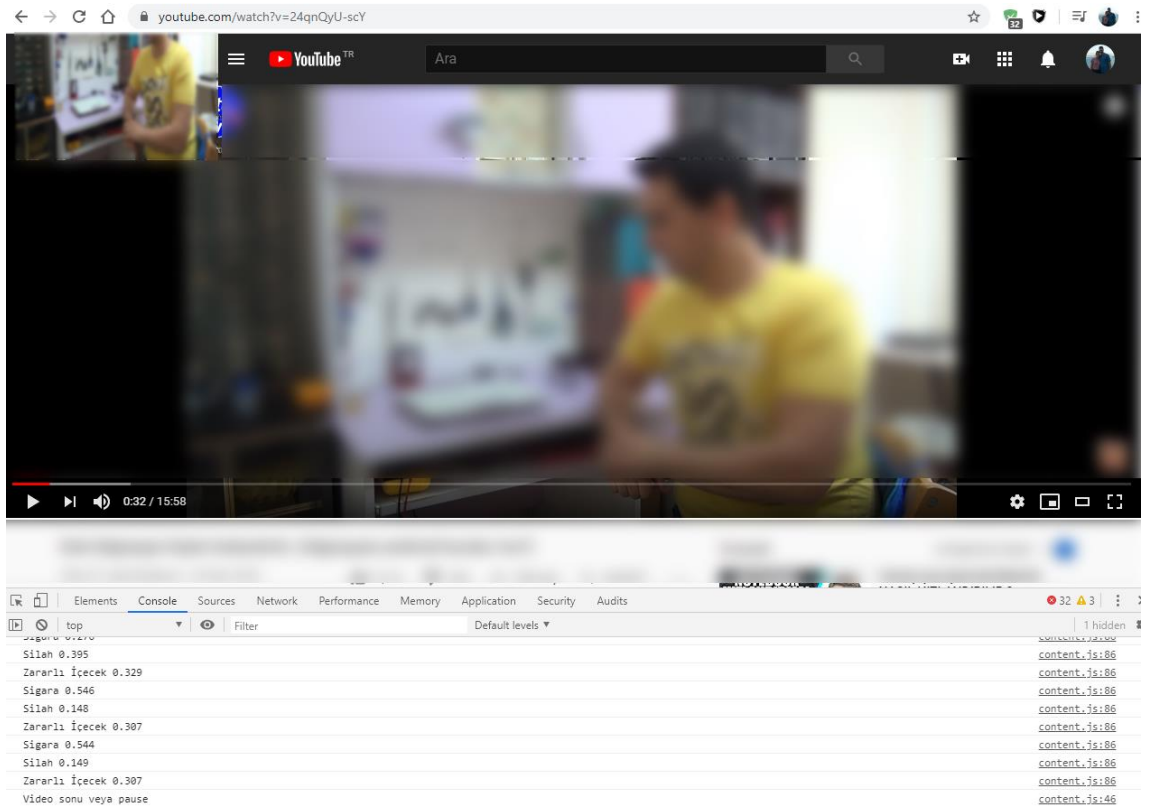 youtube.com/watch?v=24qnQyU-scY
32
YouTube TR
Ara
0:32 / 15:58
Elements Console Sources Network Performance Memory Application Security Audits
32 3
top Filter Default levels 1 hidden
content.js:86
Silah 0.395 content.js:86
Zararlı İçecek 0.329 content.js:86
Sigara 0.546 content.js:86
Silah 0.148 content.js:86
Zararlı İçecek 0.307 content.js:86
Sigara 0.544 content.js:86
Silah 0.149 content.js:86
Zararlı İçecek 0.307 content.js:86
Video sonu veya pause content.js:46